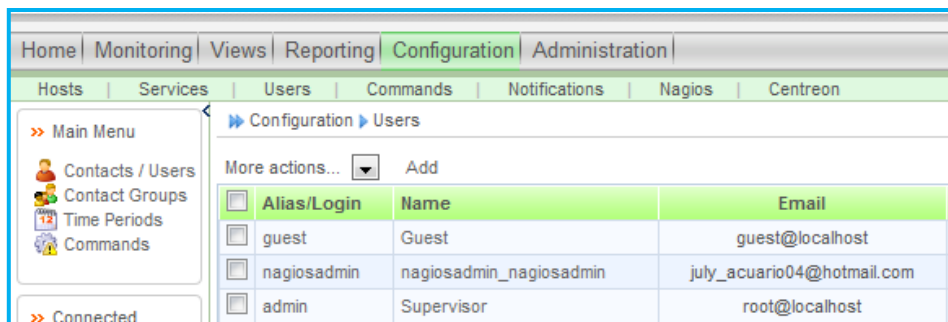 Home | Monitoring | Views | Reporting | Configuration | Administration |
Hosts | Services | Users | Commands | Notifications | Nagios | Centreon
Main Menu
Contacts / Users
Contact Groups
Time Periods
Commands
Connected
Configuration Users
More actions... Add
Alias/Login Name Email
guest Guest guest@localhost
nagiosadmin nagiosadmin_nagiosadmin july_acuario04@hotmail.com
admin Supervisor root@localhost